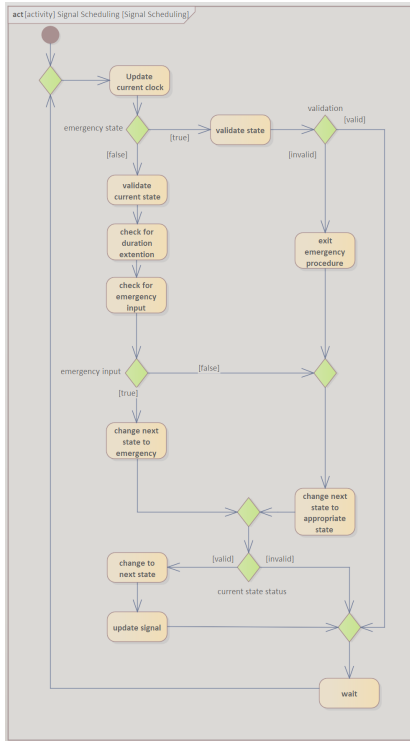 act [activity] Signal Scheduling [Signal Scheduling]
Update
current clock
emergency state
[true]
[false]
validate state
validation
[valid]
[invalid]
validate
current state
check for
duration
extention
exit
emergency
procedure
check for
emergency
input
emergency input
[false]
[true]
change next
state to
emergency
change next
state to
appropriate
state
[valid]
[invalid]
change to
next state
current state status
update signal
wait